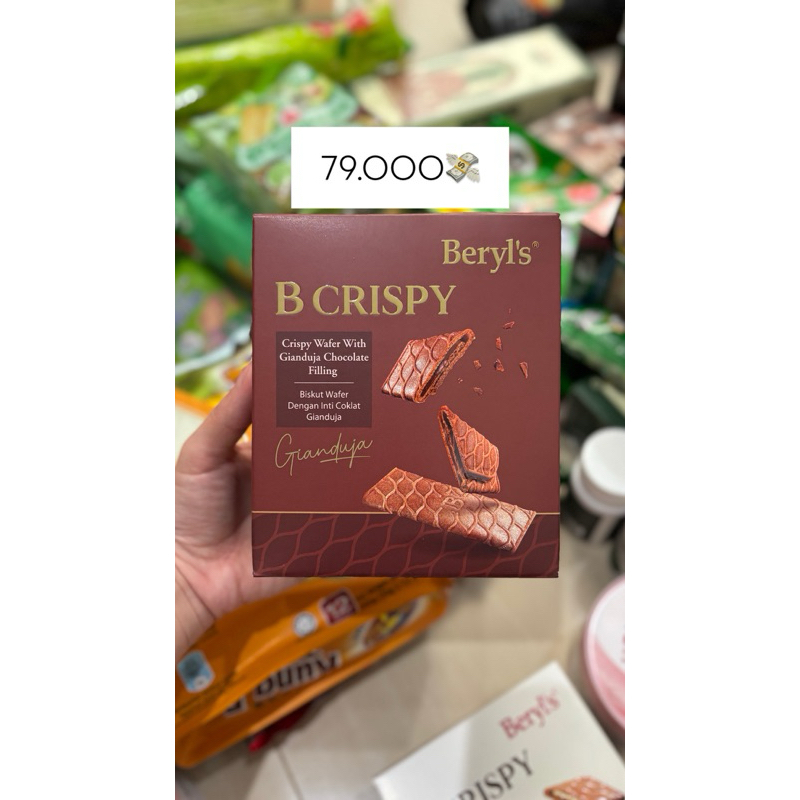 79.000💸
Beryl's®
B CRISPY
Crispy Wafer With
Gianduja Chocolate
Filling
Biskut Wafer
Dengan Inti Coklat
Gianduja
Gianduja
B
Beryl's
RISPY